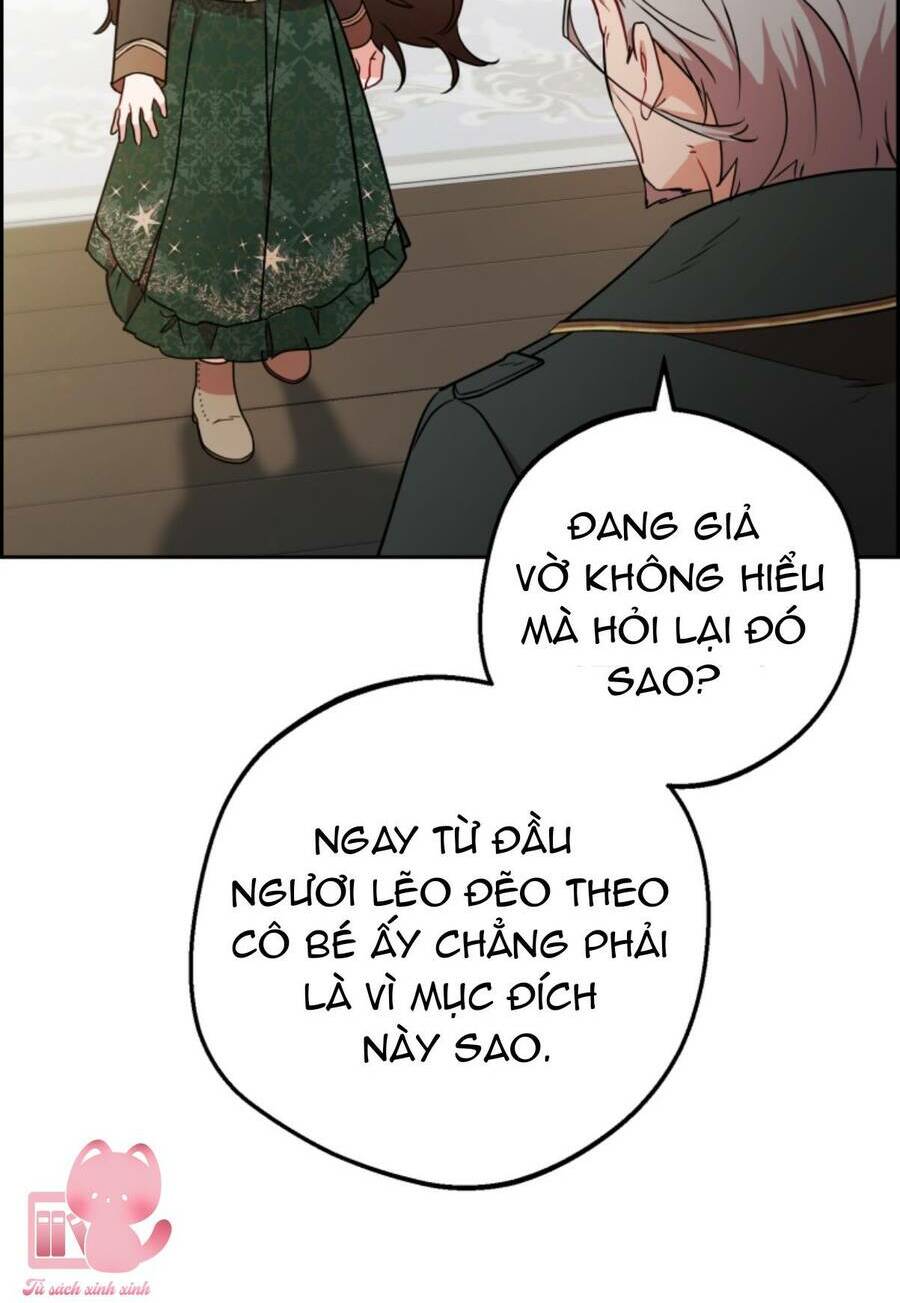 ĐANG GIẢ
VỜ KHÔNG HIỂU
MÀ HỎI LẠI ĐÓ
SAO?
NGAY TỪ ĐẦU
NGƯƠI LẼO ĐẼO THEO
CÔ BÉ ẤY CHẲNG PHẢI
LÀ VÌ MỤC ĐÍCH
NÀY SAO.
Tủ sách xinh xinh